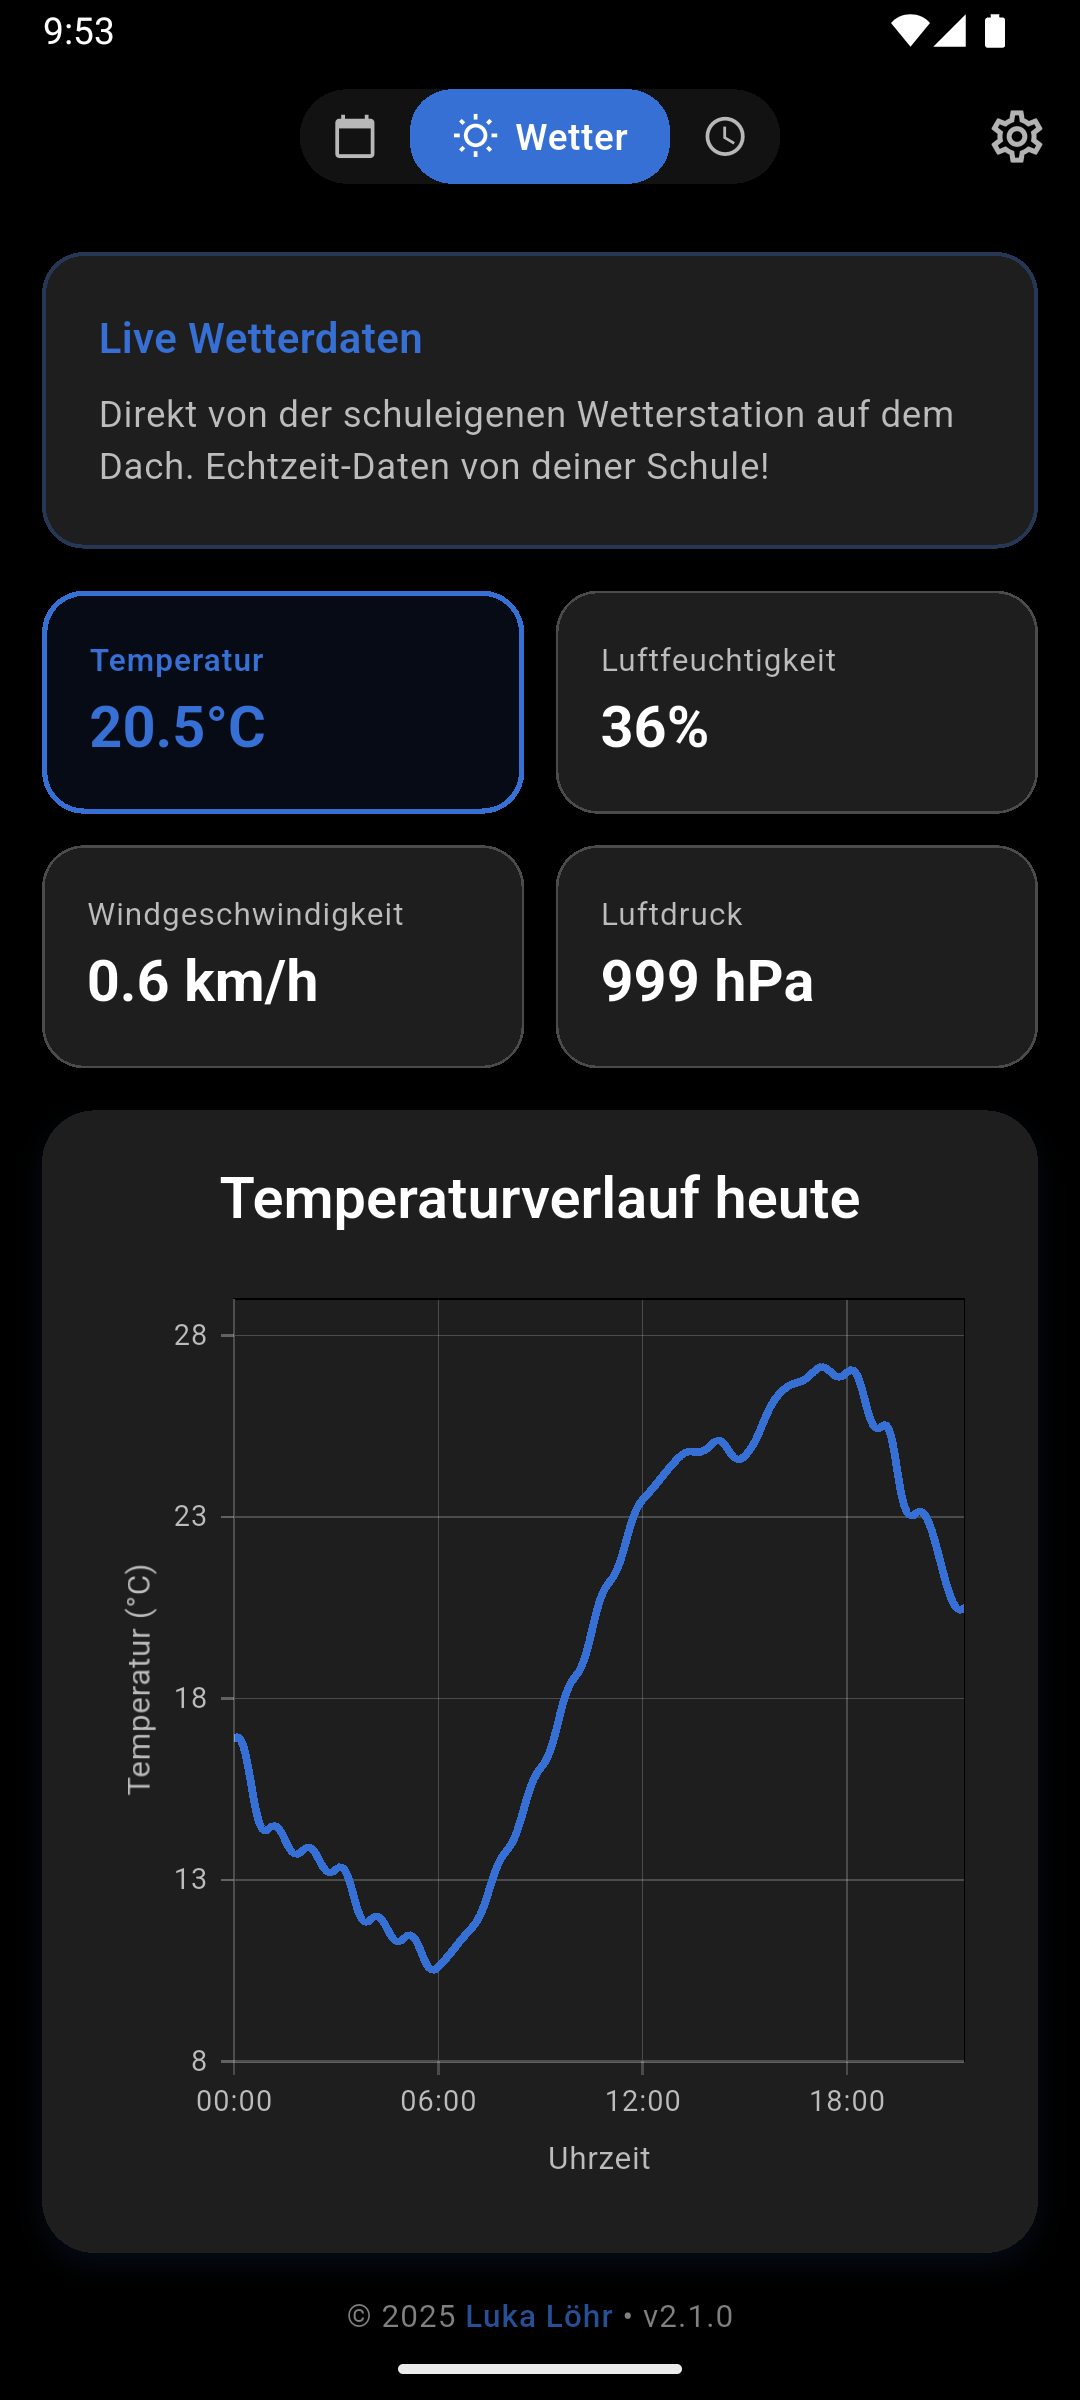 9:53
Wetter
Live Wetterdaten
Direkt von der schuleigenen Wetterstation auf dem
Dach. Echtzeit-Daten von deiner Schule!
Temperatur
20.5°C
Luftfeuchtigkeit
36%
Windgeschwindigkeit
0.6 km/h
Luftdruck
999 hPa
Temperaturverlauf heute
Temperatur (°C)
28
23
18
13
8
00:00 06:00 12:00 18:00
Uhrzeit
© 2025 Luka Löhr • v2.1.0